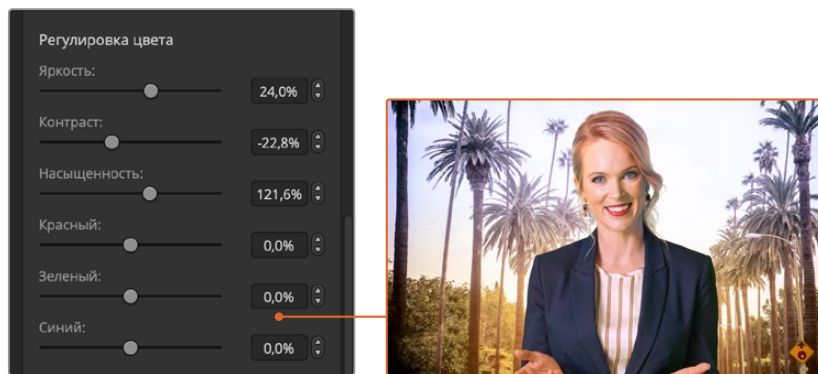 Регулировка цвета
Яркость:
24,0%
Контраст:
-22,8%
Насыщенность:
121,6%
Красный:
0,0%
Зеленый:
0,0%
Синий:
0,0%